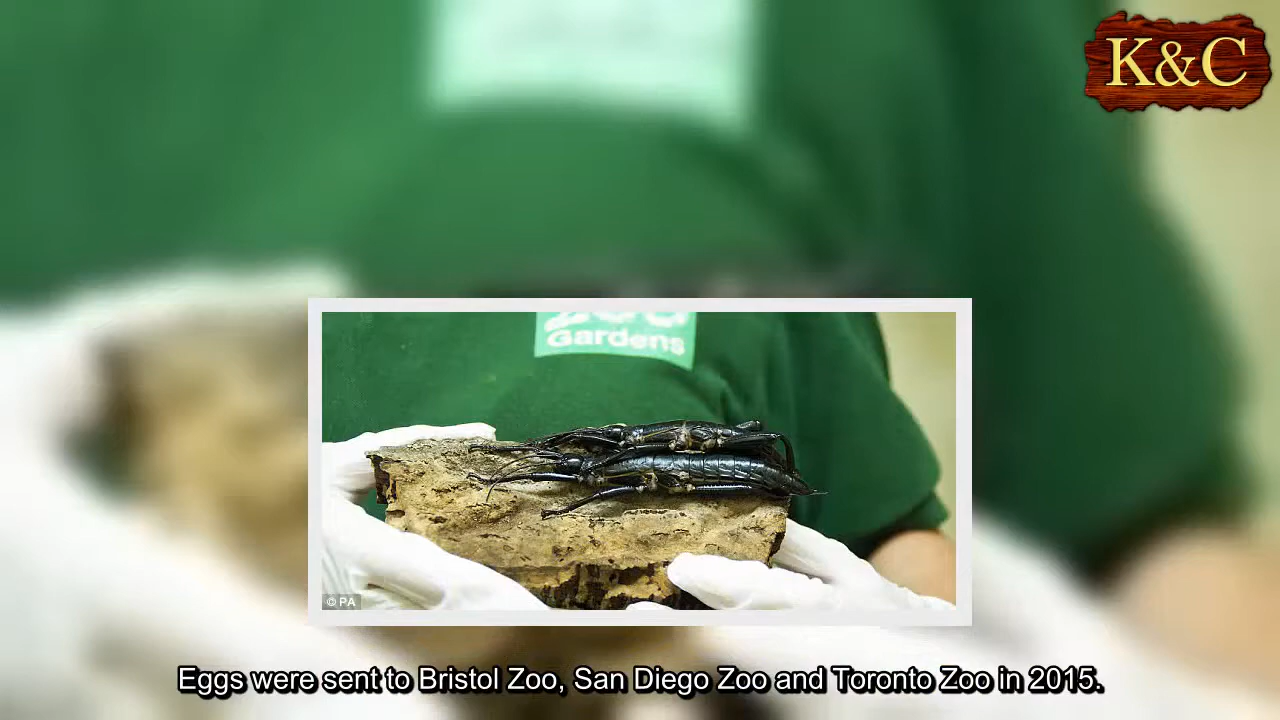 K&C
Gardens
© PA
Eggs were sent to Bristol Zoo, San Diego Zoo and Toronto Zoo in 2015.